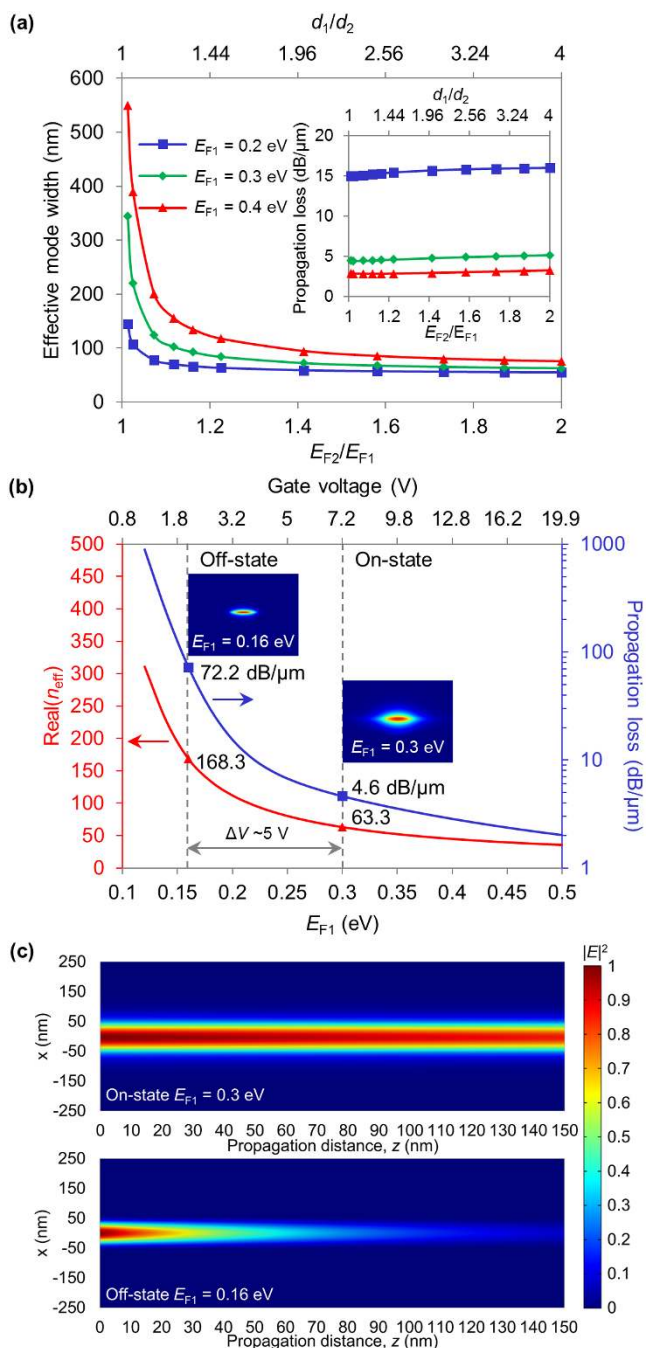 (a)
d1/d2
1 1.44 1.96 2.56 3.24 4
Effective mode width (nm)
600
500
400
300
200
100
0
EF1 = 0.2 eV
EF1 = 0.3 eV
EF1 = 0.4 eV
d1/d2
1 1.44 1.96 2.56 3.24 4
Propagation loss (dB/μm)
20
15
10
5
0
1 1.2 1.4 1.6 1.8 2
EF2/EF1
1 1.2 1.4 1.6 1.8 2
EF2/EF1
(b)
Gate voltage (V)
0.8 1.8 3.2 5 7.2 9.8 12.8 16.2 19.9
Real(neff)
500
450
400
350
300
250
200
150
100
50
0
Off-state
On-state
EF1 = 0.16 eV
72.2 dB/μm
EF1 = 0.3 eV
168.3
4.6 dB/μm
63.3
ΔV ~5 V
1000
100
10
1
Propagation loss (dB/μm)
0.1 0.15 0.2 0.25 0.3 0.35 0.4 0.45 0.5
EF1 (eV)
(c)
|E|2
x (nm)
250
150
50
-50
-150
-250
On-state EF1 = 0.3 eV
0 10 20 30 40 50 60 70 80 90 100 110 120 130 140 150
Propagation distance, z (nm)
x (nm)
250
150
50
-50
-150
-250
Off-state EF1 = 0.16 eV
0 10 20 30 40 50 60 70 80 90 100 110 120 130 140 150
Propagation distance, z (nm)
1
0.9
0.8
0.7
0.6
0.5
0.4
0.3
0.2
0.1
0